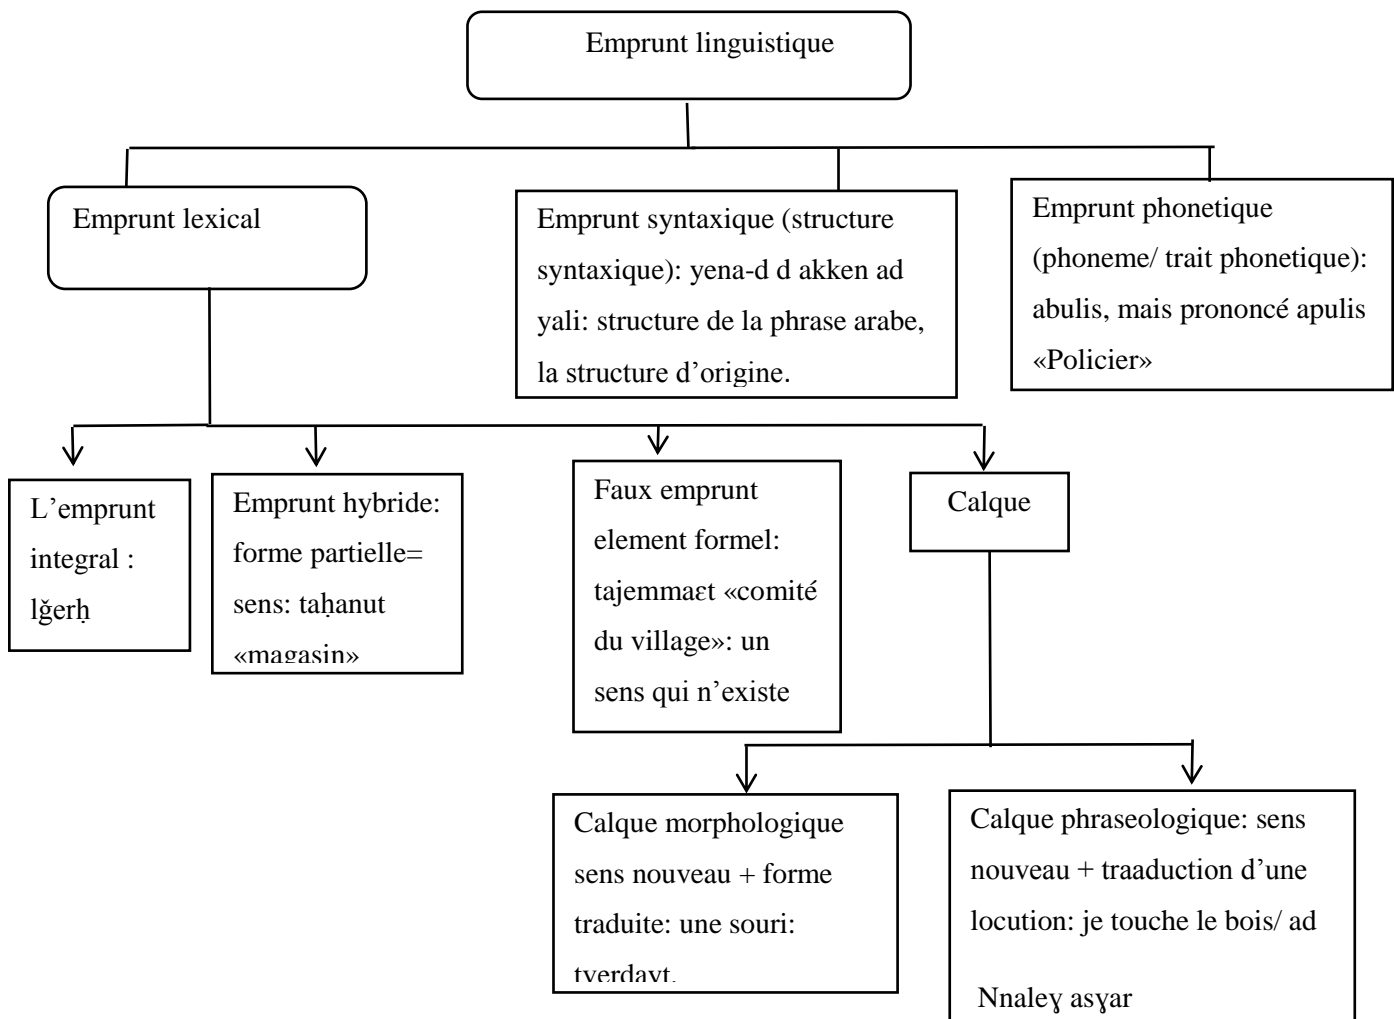 Emprunt linguistique
Emprunt lexical
Emprunt syntaxique (structure
syntaxique): yena-d d akken ad
yali: structure de la phrase arabe,
la structure d’origine.
Emprunt phonetique
(phoneme/ trait phonetique):
abulis, mais prononcé apulis
«Policier»
L’emprunt
integral :
lǧerḥ
Emprunt hybride:
forme partielle=
sens: taḥanut
«magasin»
Faux emprunt
element formel:
tajemmaɛt «comité
du village»: un
sens qui n’existe
Calque
Calque morphologique
sens nouveau + forme
traduite: une souri:
Calque phraseologique: sens
nouveau + traaduction d’une
locution: je touche le bois/ ad
Nnaleɣ asɣar